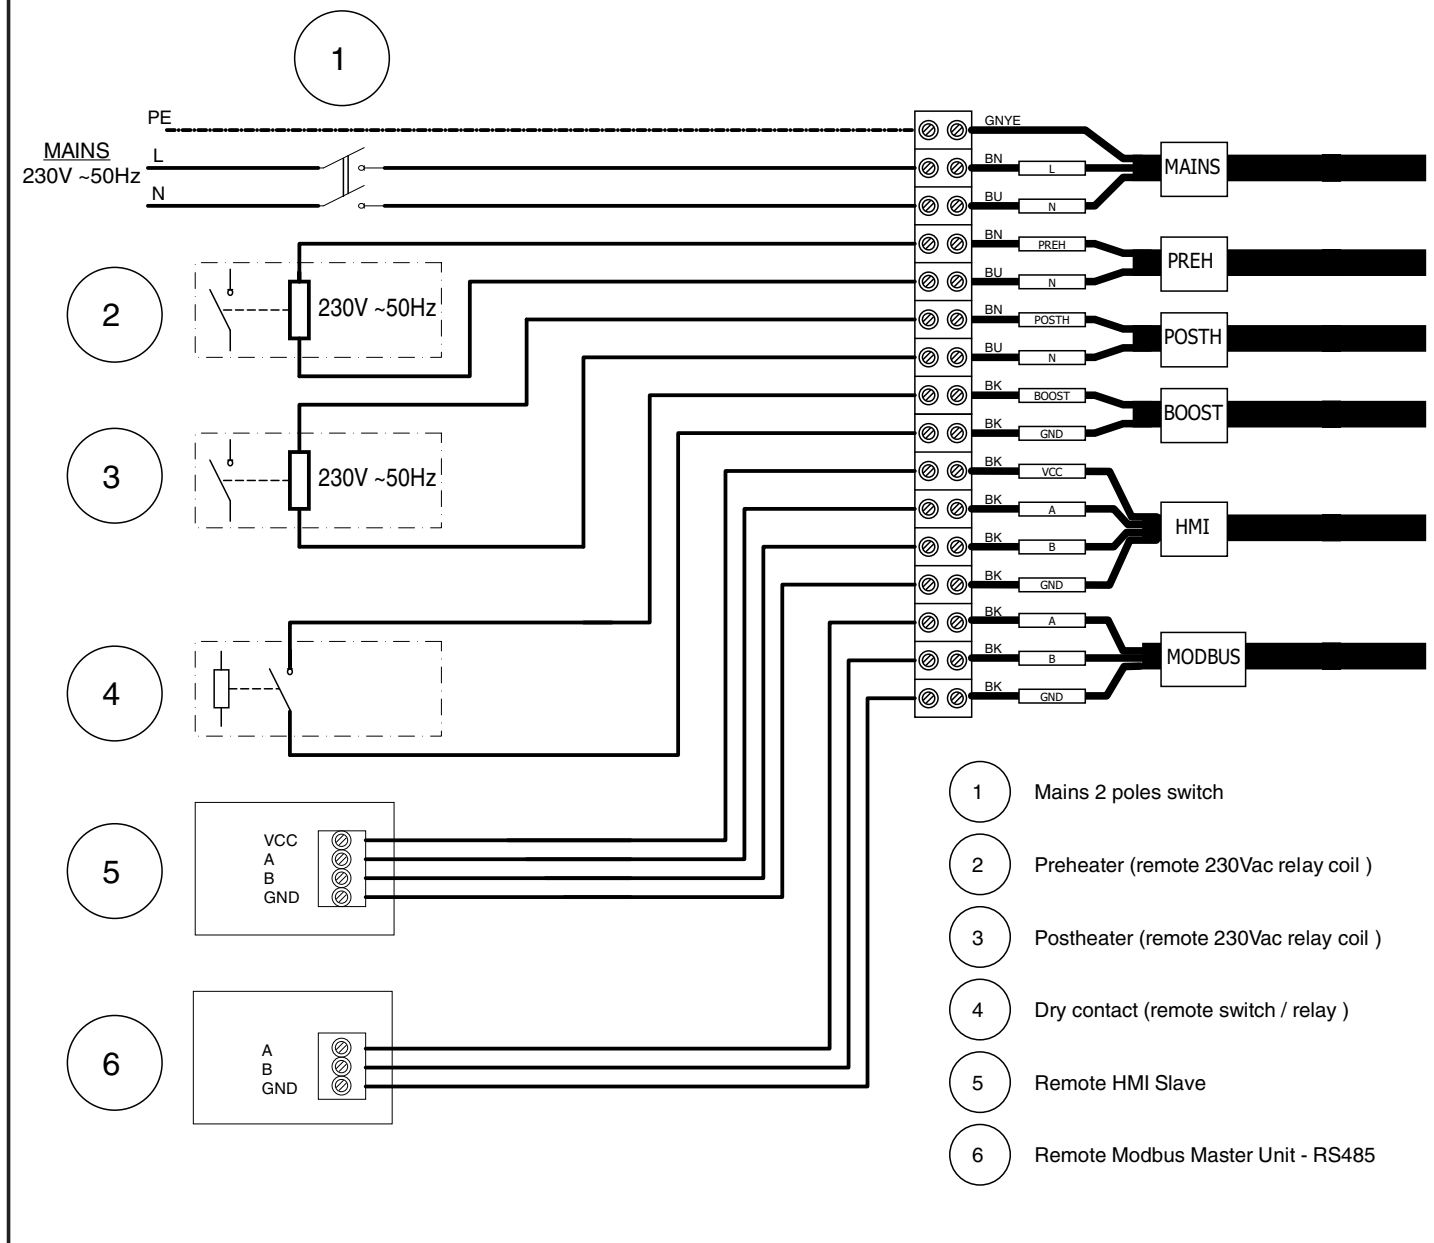 1
PE
MAINS
230V ~50Hz
L
N
GNYE
BN
L
BU
N
MAINS
BN
PREH
BU
N
PREH
BN
POSTH
BU
N
POSTH
BK
BOOST
BK
GND
BOOST
BK
VCC
BK
A
BK
B
BK
GND
HMI
BK
A
BK
B
BK
GND
MODBUS
2
230V ~50Hz
3
230V ~50Hz
4
5
VCC
A
B
GND
6
A
B
GND
1 Mains 2 poles switch
2 Preheater (remote 230Vac relay coil )
3 Postheater (remote 230Vac relay coil )
4 Dry contact (remote switch / relay )
5 Remote HMI Slave
6 Remote Modbus Master Unit - RS485